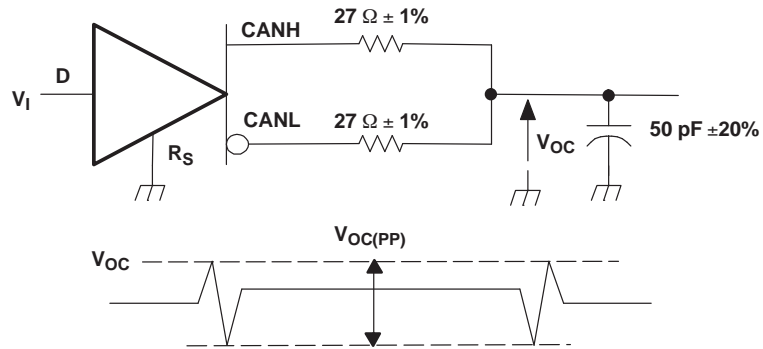 27 Ω ± 1%
CANH
D
V_I
CANL
27 Ω ± 1%
R_S
V_OC
50 pF ±20%
V_OC(PP)
V_OC